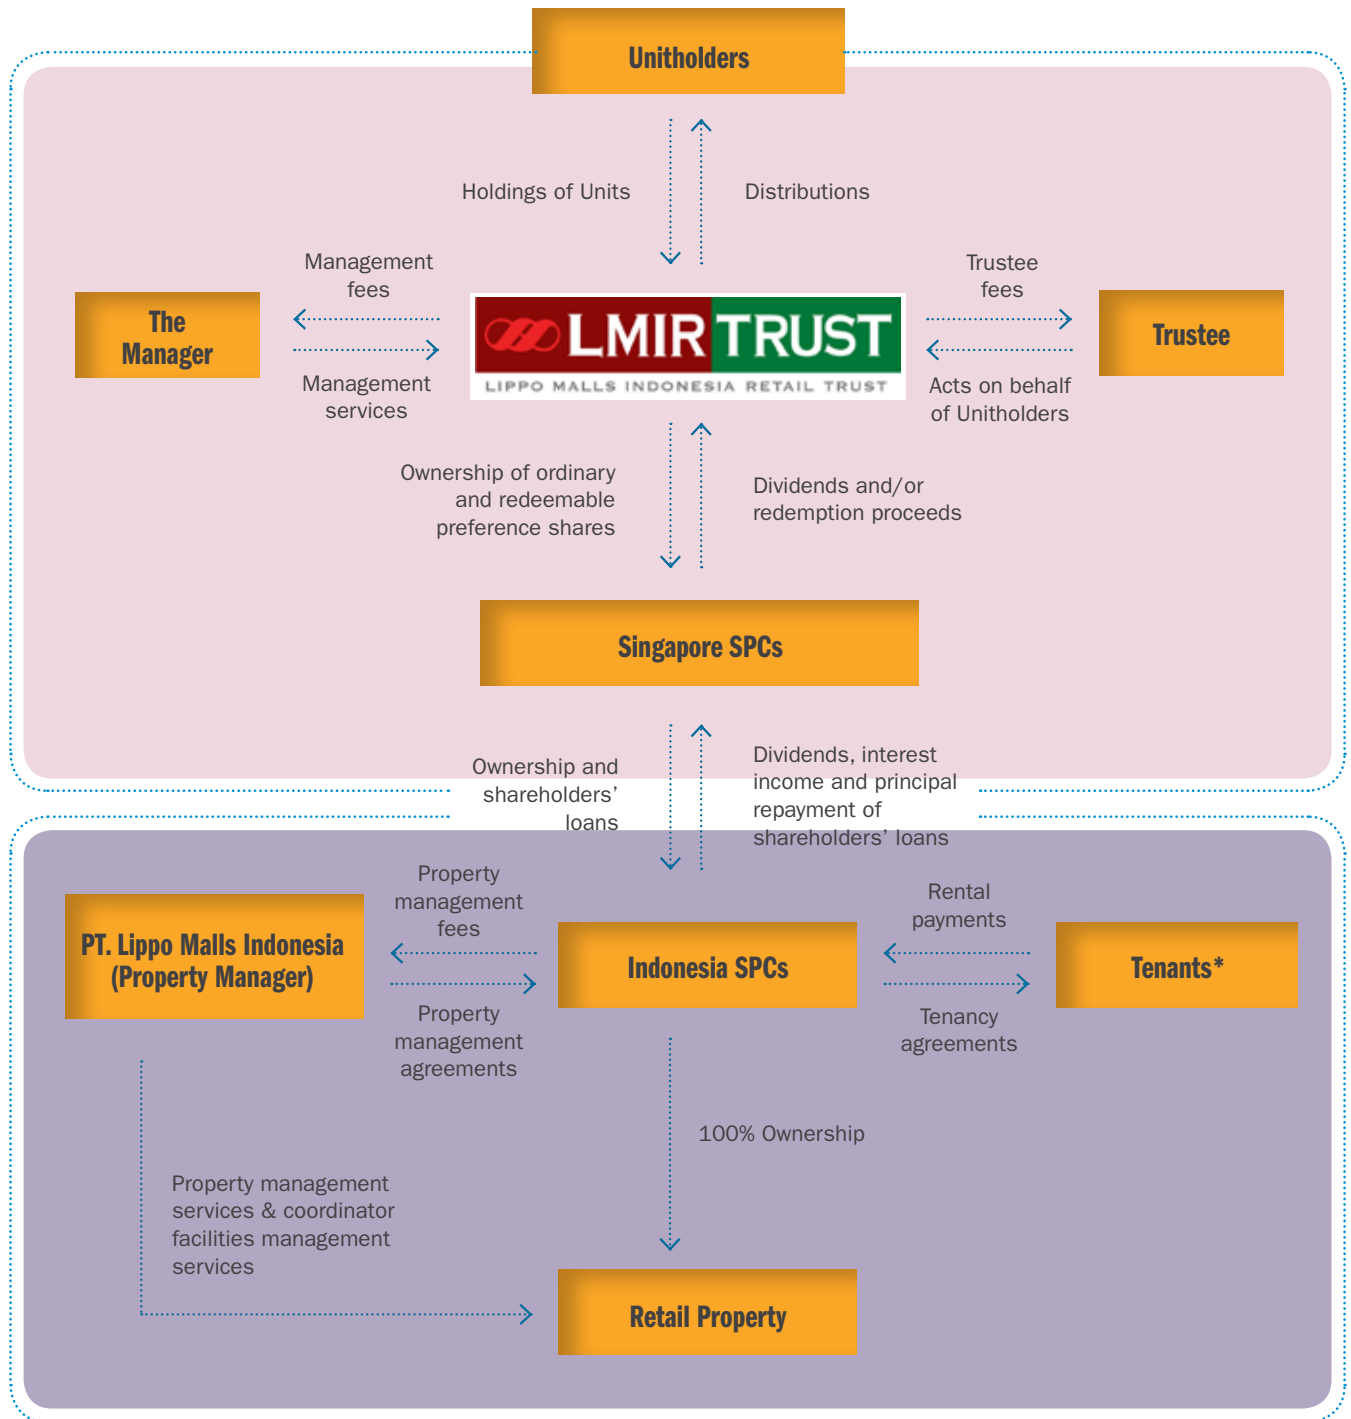 Unitholders
Holdings of Units
Distributions
Management
fees
Trustee
fees
The
Manager
LMIR TRUST
LIPPO MALLS INDONESIA RETAIL TRUST
Trustee
Management
services
Acts on behalf
of Unitholders
Ownership of ordinary
and redeemable
preference shares
Dividends and/or
redemption proceeds
Singapore SPCs
Ownership and
shareholders’
loans
Dividends, interest
income and principal
repayment of
shareholders’ loans
Property
management
fees
Rental
payments
PT. Lippo Malls Indonesia
(Property Manager)
Indonesia SPCs
Tenants*
Property
management
agreements
Tenancy
agreements
100% Ownership
Property management
services & coordinator
facilities management
services
Retail Property